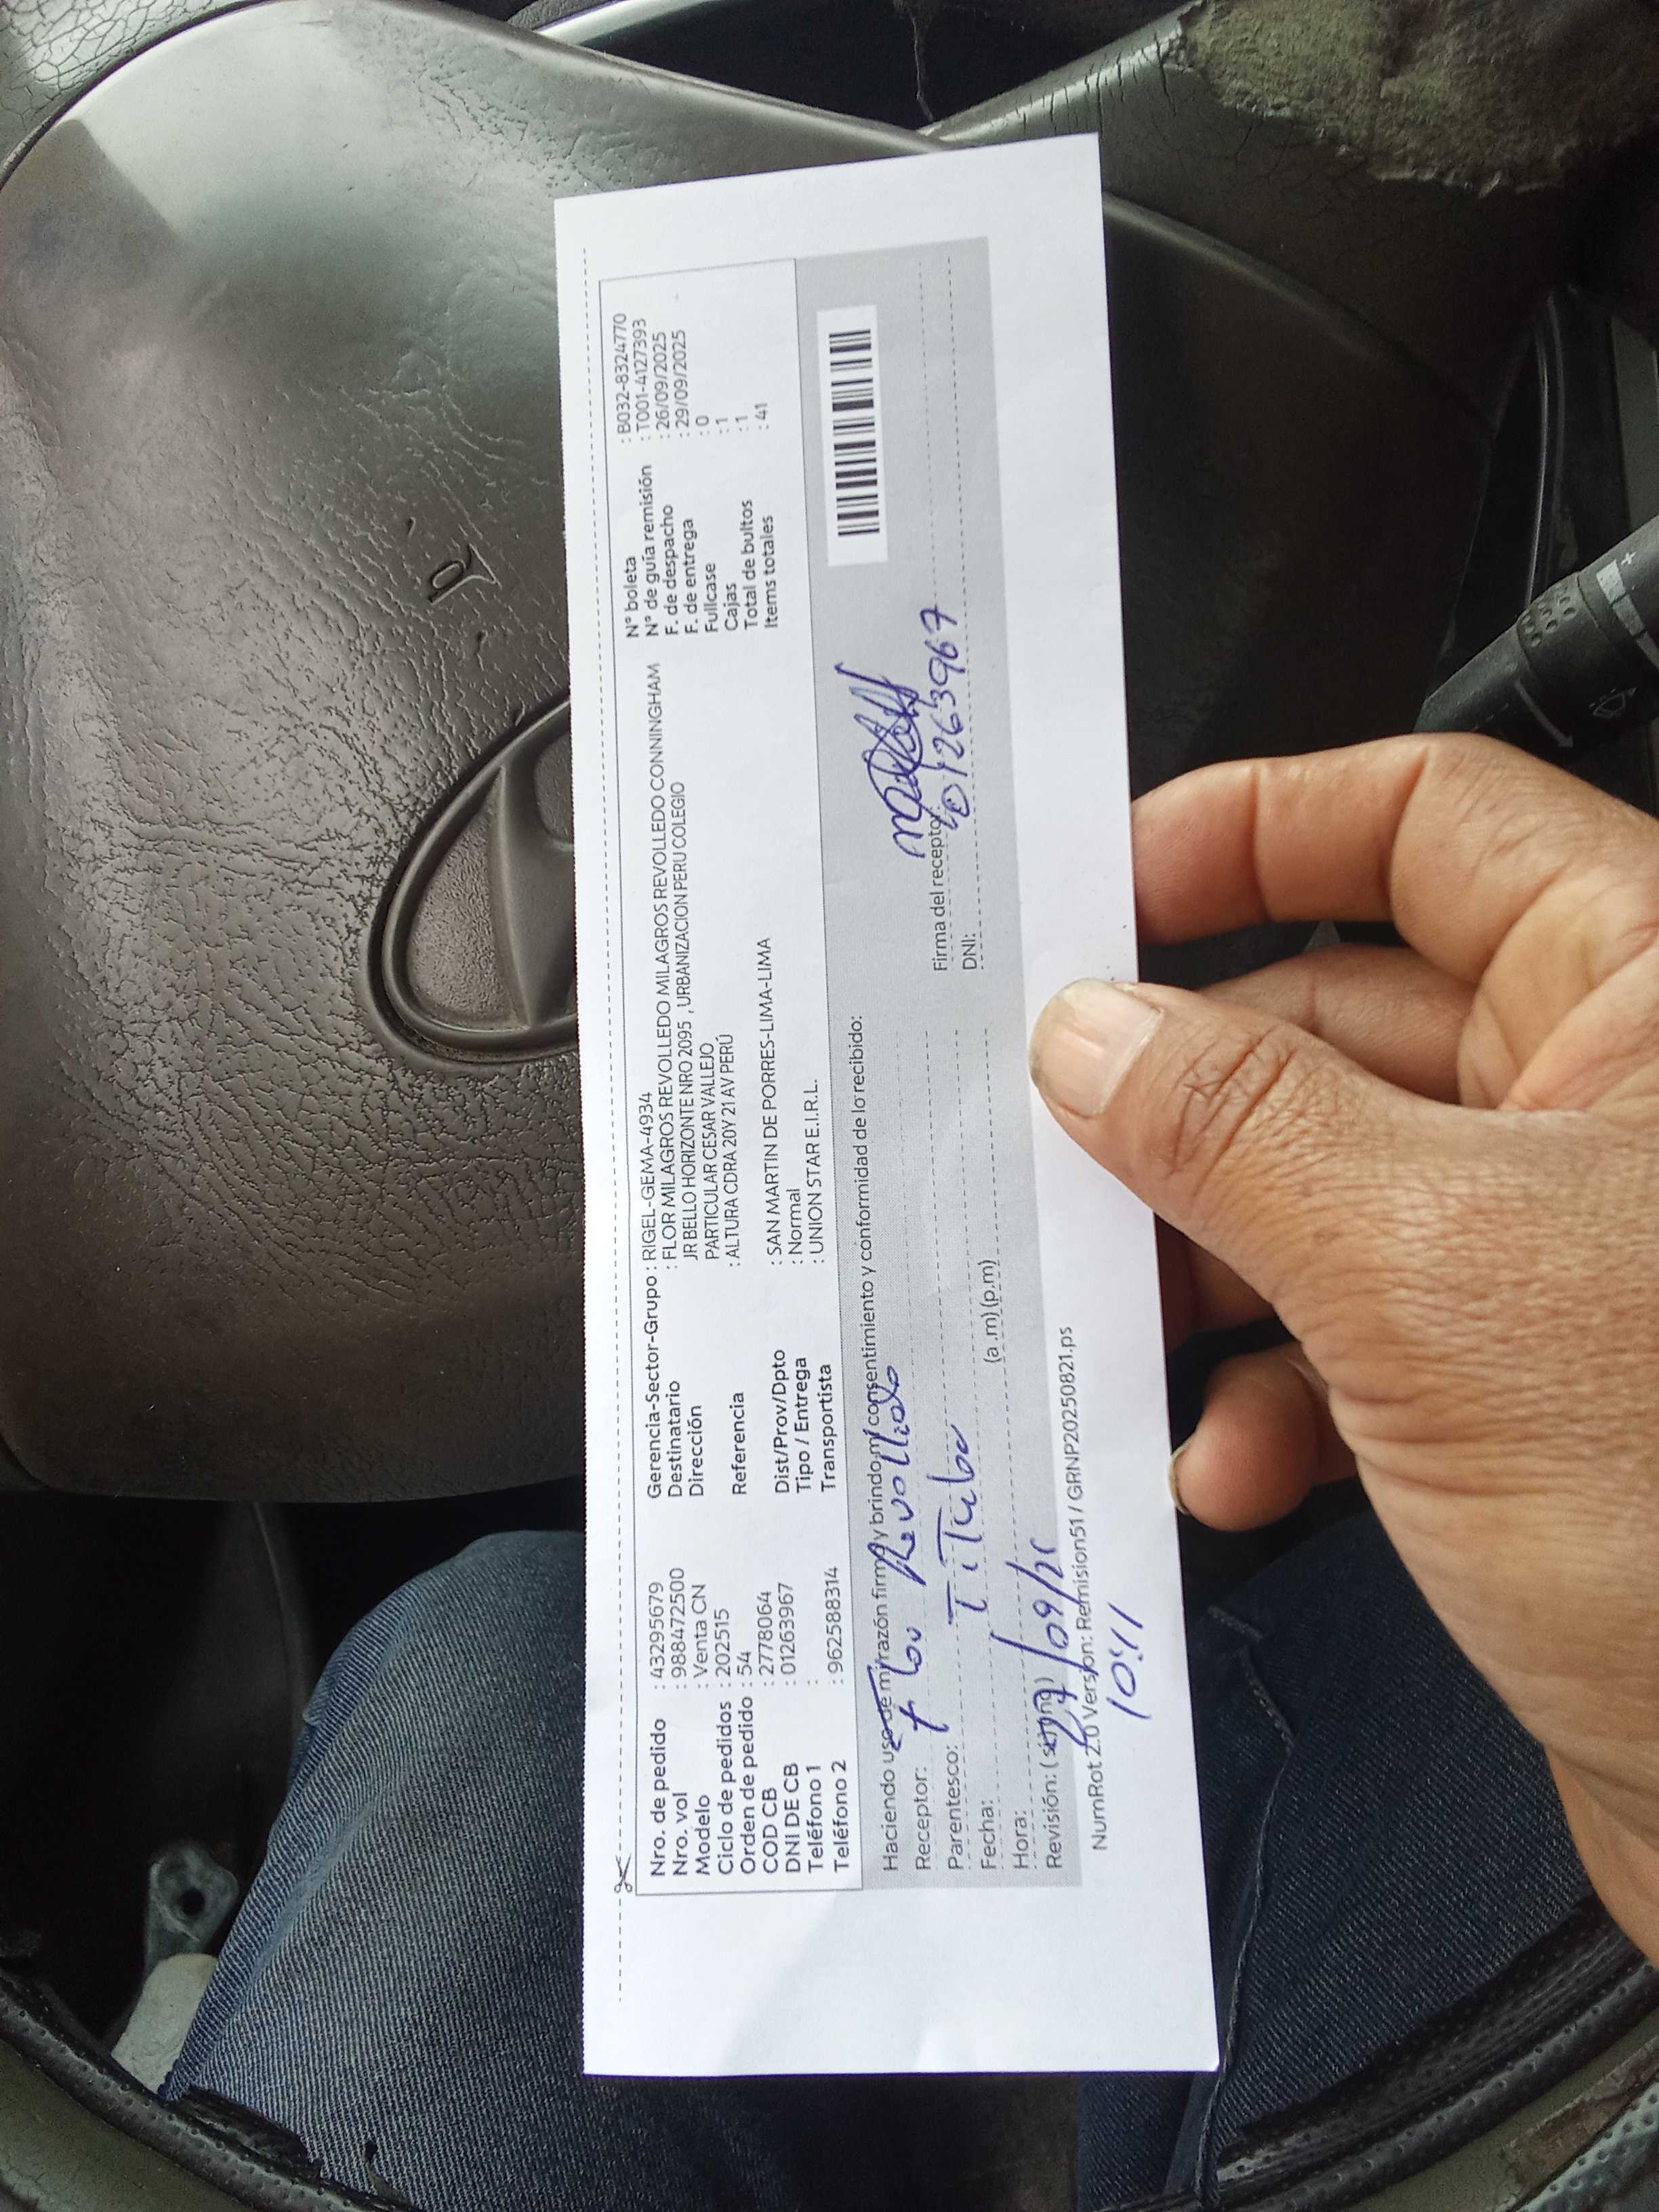 Nro. de pedido : 43295679
Nro. vol : 988472500
Modelo : Venta CN
Ciclo de pedidos : 202515
Orden de pedido : 54
COD CB : 2778064
DNI DE CB : 01263967
Teléfono 1 :
Teléfono 2 : 962588314
Gerencia-Sector-Grupo : RIGEL-GEMA-4934
Destinatario : FLOR MILAGROS REVOLLEDO MILAGROS REVOLLEDO CONNINGHAM
Dirección JR BELLO HORIZONTE NRO 2095 , URBANIZACION PERU COLEGIO
PARTICULAR CESAR VALLEJO
Referencia : ALTURA CDRA 20Y 21 AV PERÚ
Dist/Prov/Dpto : SAN MARTIN DE PORRES-LIMA-LIMA
Tipo / Entrega : Normal
Transportista : UNION STAR E.I.R.L.
N° boleta : B032-8324770
N° de guía remisión : T001-4127393
F. de despacho : 26/09/2025
F. de entrega : 29/09/2025
Fullcase : 0
Cajas : 1
Total de bultos : 1
Items totales : 41
Haciendo uso de mi razón firmo y brindo mi consentimiento y conformidad de lo recibido:
Receptor: Flor Revolledo
Parentesco: Titular
Fecha:
Hora: (a.m) (p.m)
Revisión: (si) (no) 29/09/25
Firma del receptor:
DNI: 01263967
NumRot 2.0 Version: Remision51 / GRNP20250821.ps
10:41